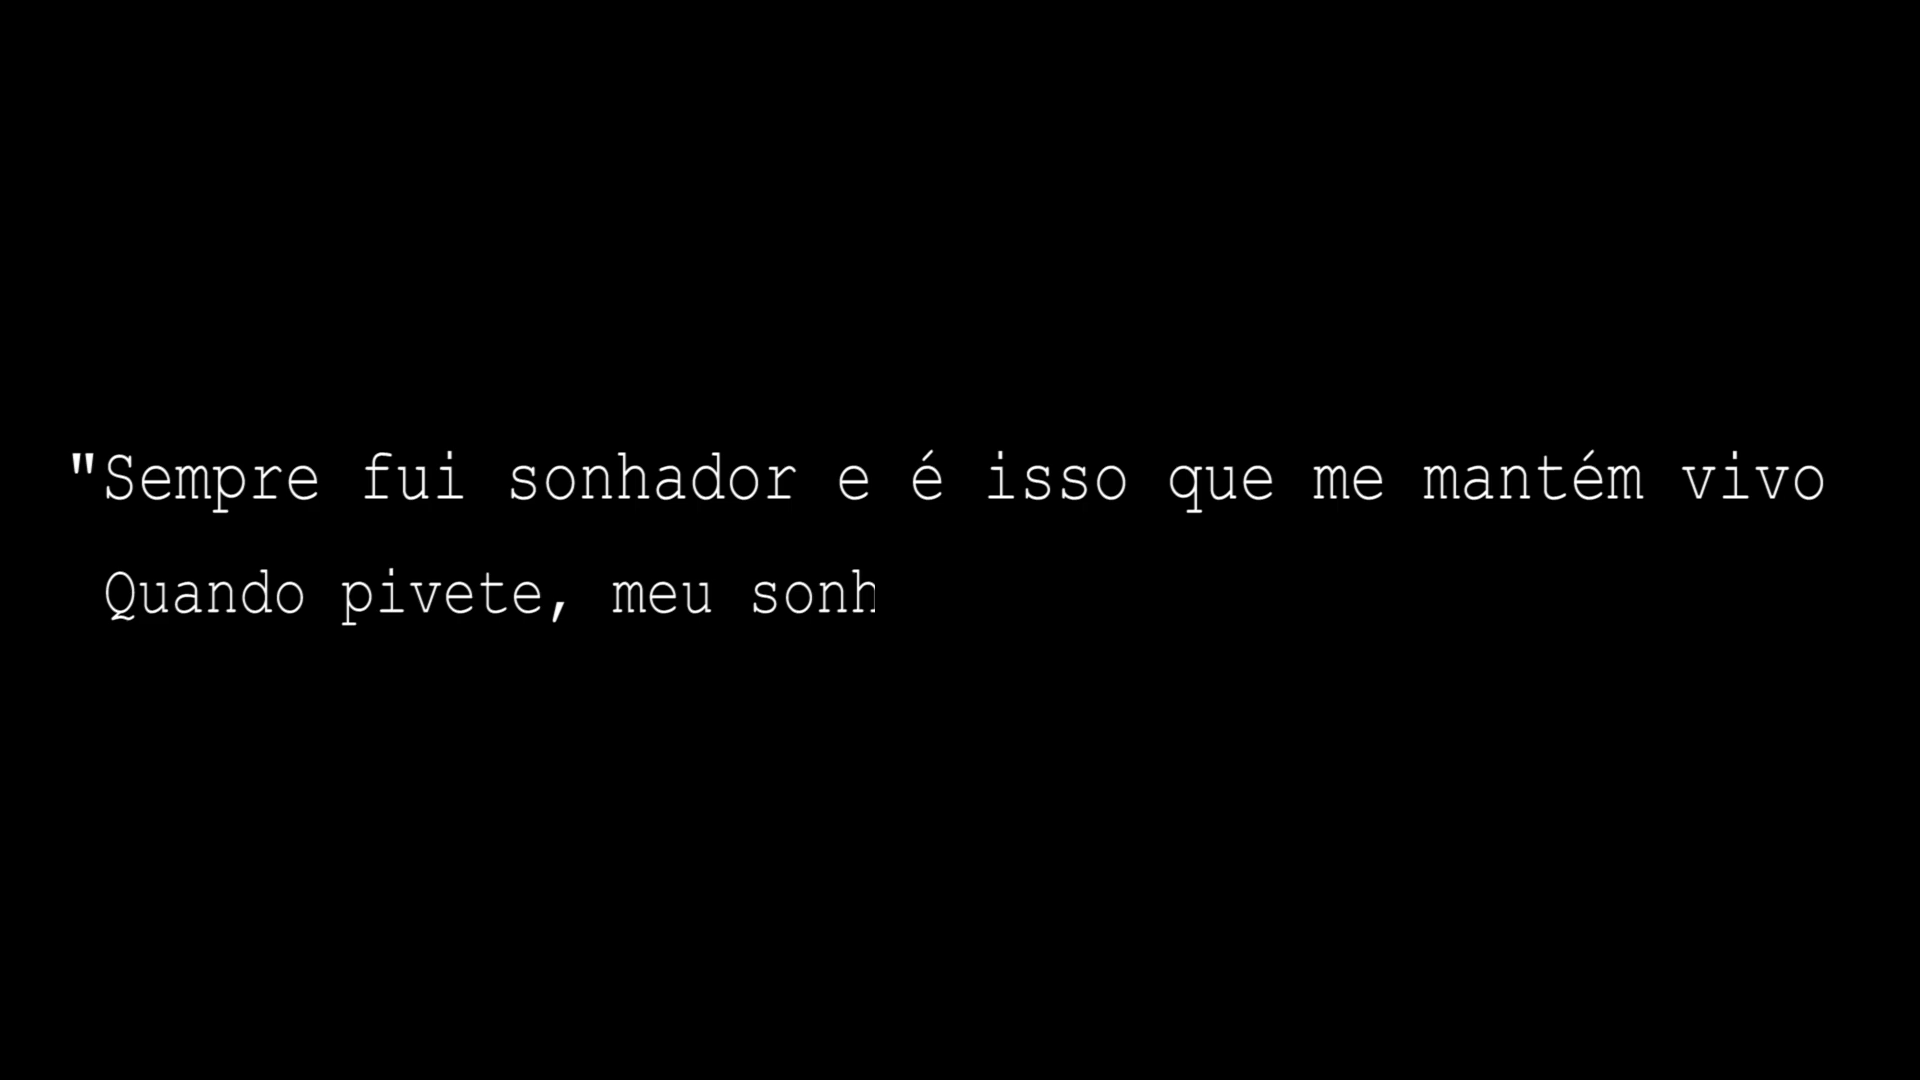 "Sempre fui sonhador e é isso que me mantém vivo
Quando pivete, meu sonh